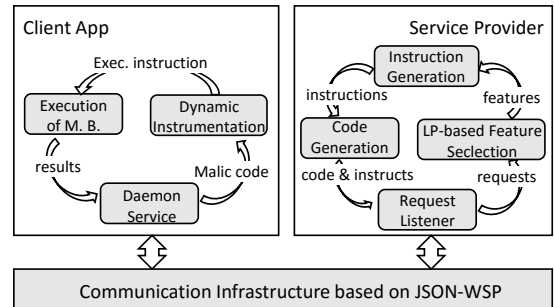 Client App
Exec. instruction
Execution
of M. B.
Dynamic
Instrumentation
results
Malic code
Daemon
Service
Service Provider
Instruction
Generation
instructions
features
Code
Generation
LP-based Feature
Seclection
code & instructs
requests
Request
Listener
Communication Infrastructure based on JSON-WSP